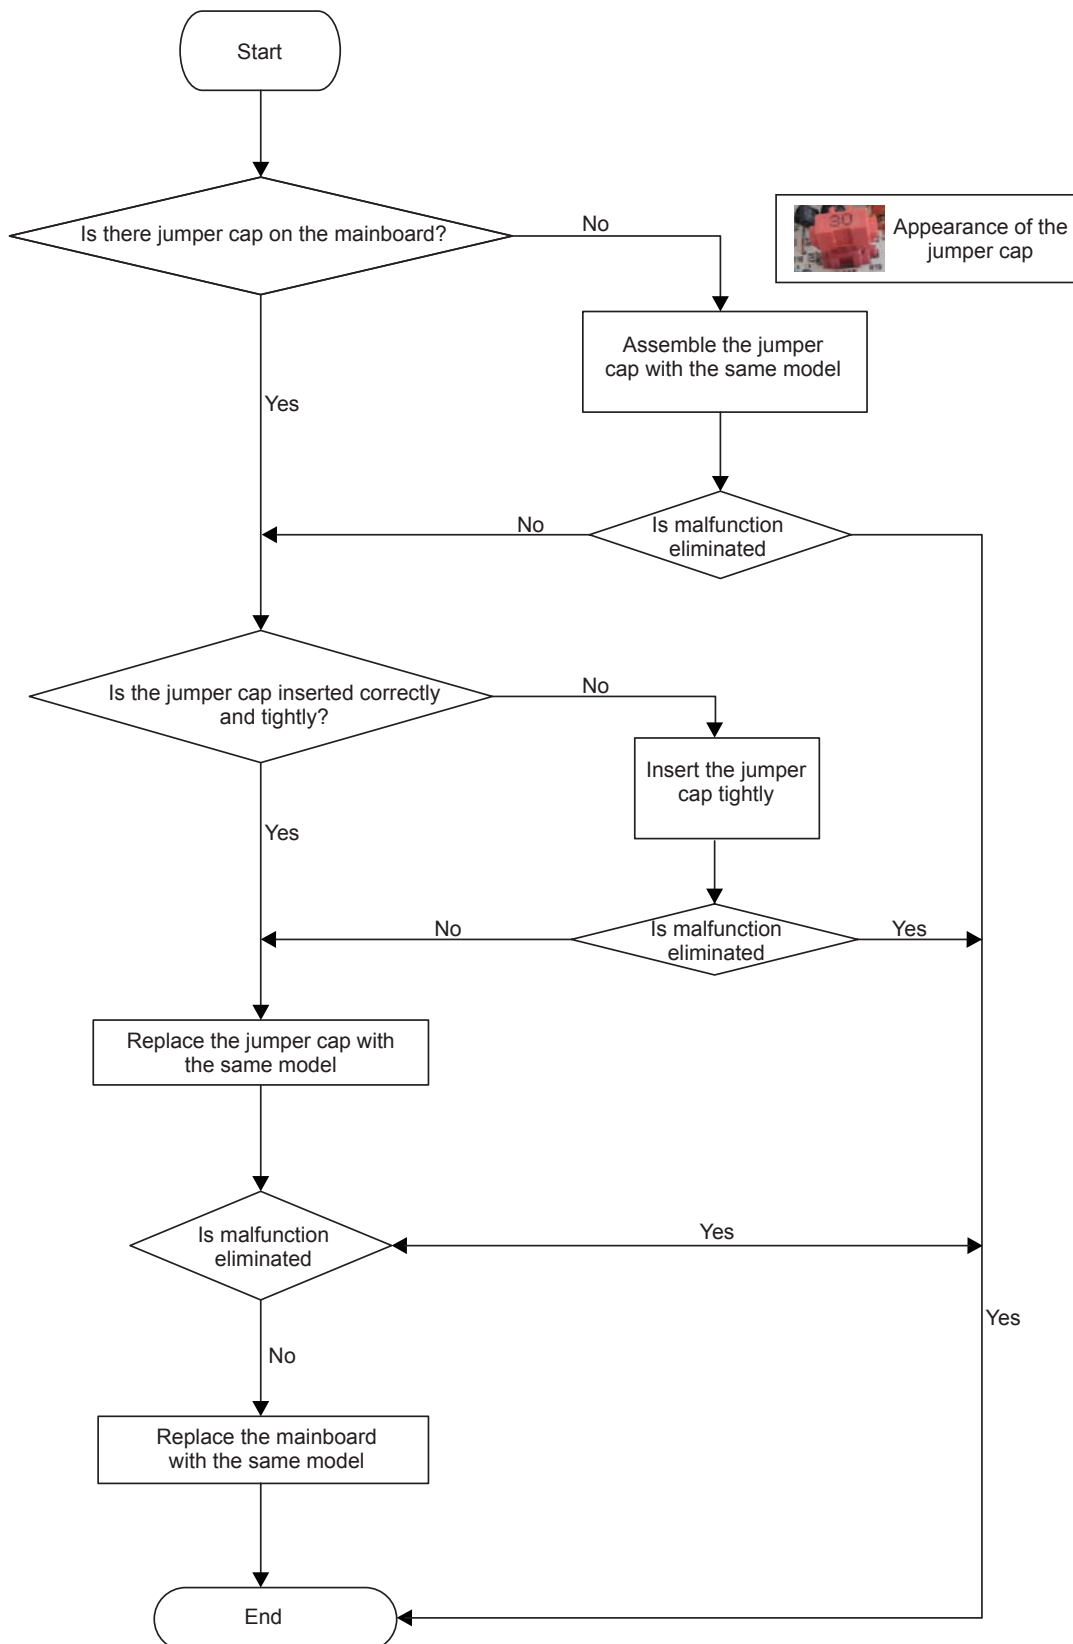 Start
Is there jumper cap on the mainboard?
No
30
Appearance of the
jumper cap
Assemble the jumper
cap with the same model
Yes
No
Is malfunction
eliminated
Is the jumper cap inserted correctly
and tightly?
No
Insert the jumper
cap tightly
Yes
No
Is malfunction
eliminated
Yes
Replace the jumper cap with
the same model
Is malfunction
eliminated
Yes
Yes
No
Replace the mainboard
with the same model
End